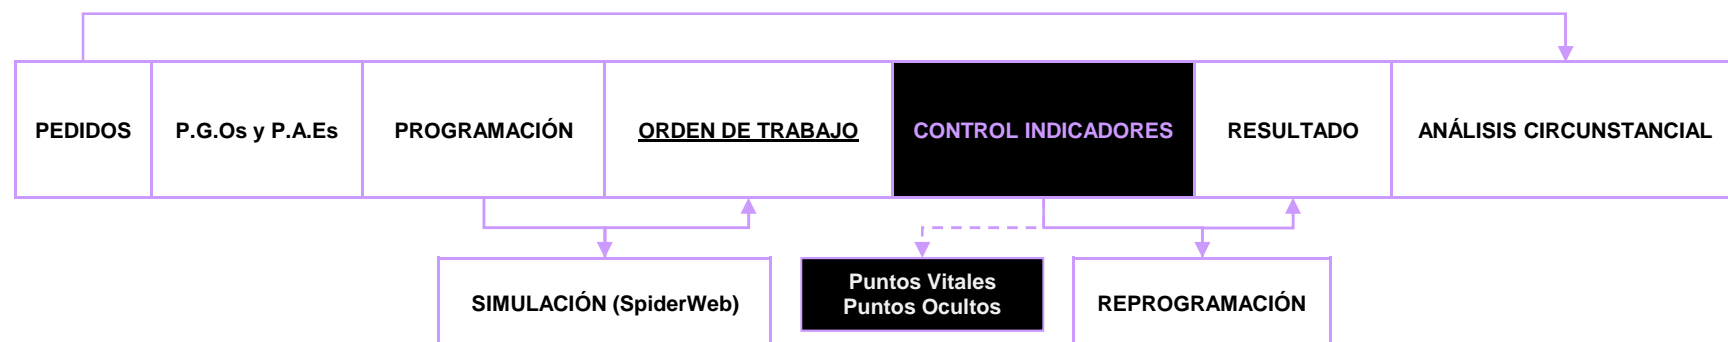 PEDIDOS
P.G.Os y P.A.Es
PROGRAMACIÓN
ORDEN DE TRABAJO
CONTROL INDICADORES
RESULTADO
ANÁLISIS CIRCUNSTANCIAL
SIMULACIÓN (SpiderWeb)
Puntos Vitales
Puntos Ocultos
REPROGRAMACIÓN